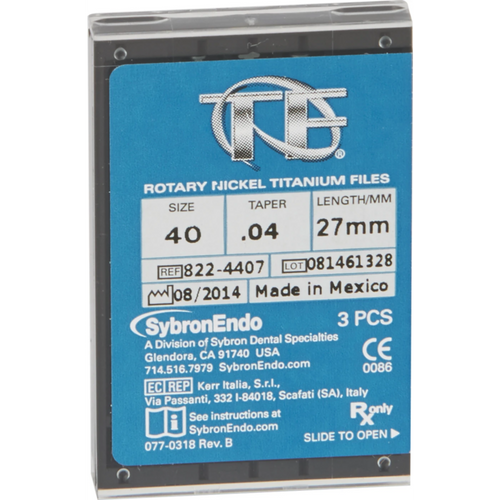 TF®
ROTARY NICKEL TITANIUM FILES
SIZE TAPER LENGTH/MM
40 .04 27mm
REF 822-4407 LOT 081461328
08/2014 Made in Mexico
SybronEndo 3 PCS
A Division of Sybron Dental Specialties
Glendora, CA 91740 USA
714.516.7979 SybronEndo.com
CE 0086
EC REP Kerr Italia, S.r.l.,
Via Passanti, 332 I-84018, Scafati (SA), Italy
i See instructions at
SybronEndo.com
Rx only
077-0318 Rev. B
SLIDE TO OPEN